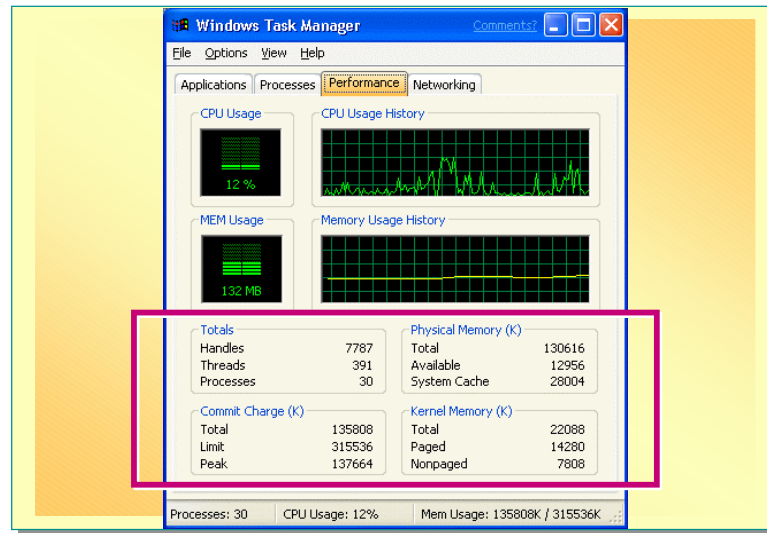 Windows Task Manager
Comments?
File Options View Help
Applications Processes Performance Networking
CPU Usage
12 %
CPU Usage History
MEM Usage
132 MB
Memory Usage History
Totals
Handles 7787
Threads 391
Processes 30
Physical Memory (K)
Total 130616
Available 12956
System Cache 28004
Commit Charge (K)
Total 135808
Limit 315536
Peak 137664
Kernel Memory (K)
Total 22088
Paged 14280
Nonpaged 7808
Processes: 30 CPU Usage: 12% Mem Usage: 135808K / 315536K